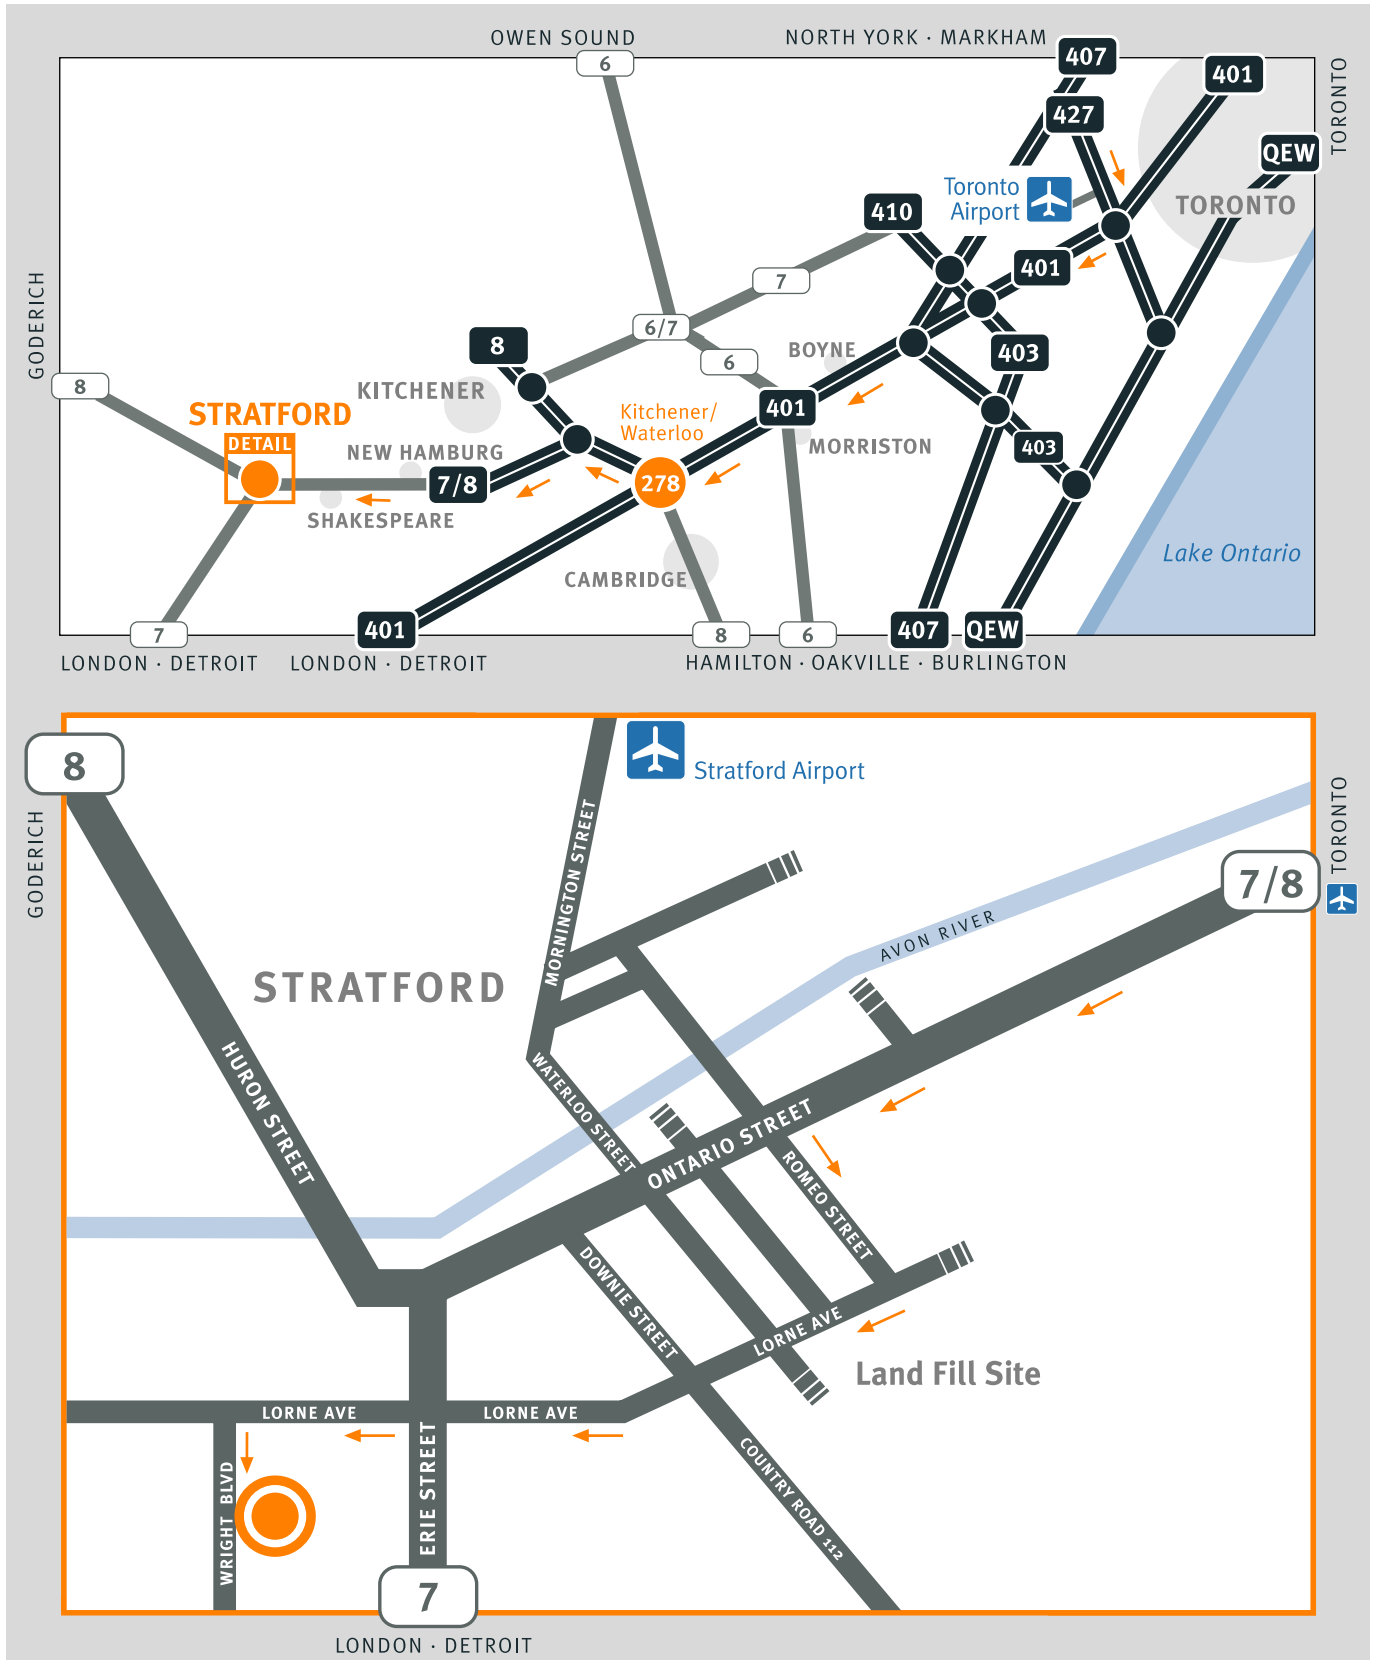 OWEN SOUND
NORTH YORK · MARKHAM
6
407
401
427
TORONTO
QEW
Toronto
Airport
410
TORONTO
401
7
GODERICH
6/7
8
BOYNE
403
6
8
KITCHENER
STRATFORD
Kitchener/
Waterloo
401
DETAIL
NEW HAMBURG
MORRISTON
403
7/8
278
SHAKESPEARE
Lake Ontario
CAMBRIDGE
7
401
8
6
407
QEW
LONDON · DETROIT
LONDON · DETROIT
HAMILTON · OAKVILLE · BURLINGTON
8
Stratford Airport
TORONTO
GODERICH
MORNINGTON STREET
7/8
AVON RIVER
STRATFORD
HURON STREET
WATERLOO STREET
ONTARIO STREET
ROMEO STREET
DOWNIE STREET
LORNE AVE
Land Fill Site
LORNE AVE
LORNE AVE
ERIE STREET
WRIGHT BLVD
COUNTRY ROAD 112
7
LONDON · DETROIT